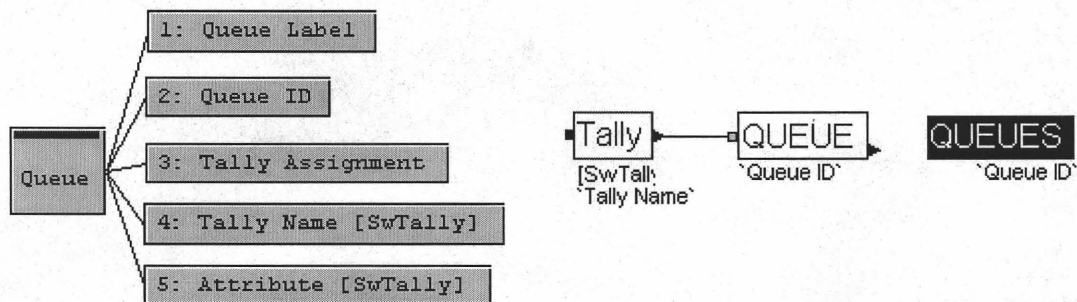 1: Queue Label
2: Queue ID
Queue
3: Tally Assignment
4: Tally Name [SwTally]
5: Attribute [SwTally]
Tally
[SwTally
`Tally Name`
QUEUE
`Queue ID`
QUEUES
`Queue ID`